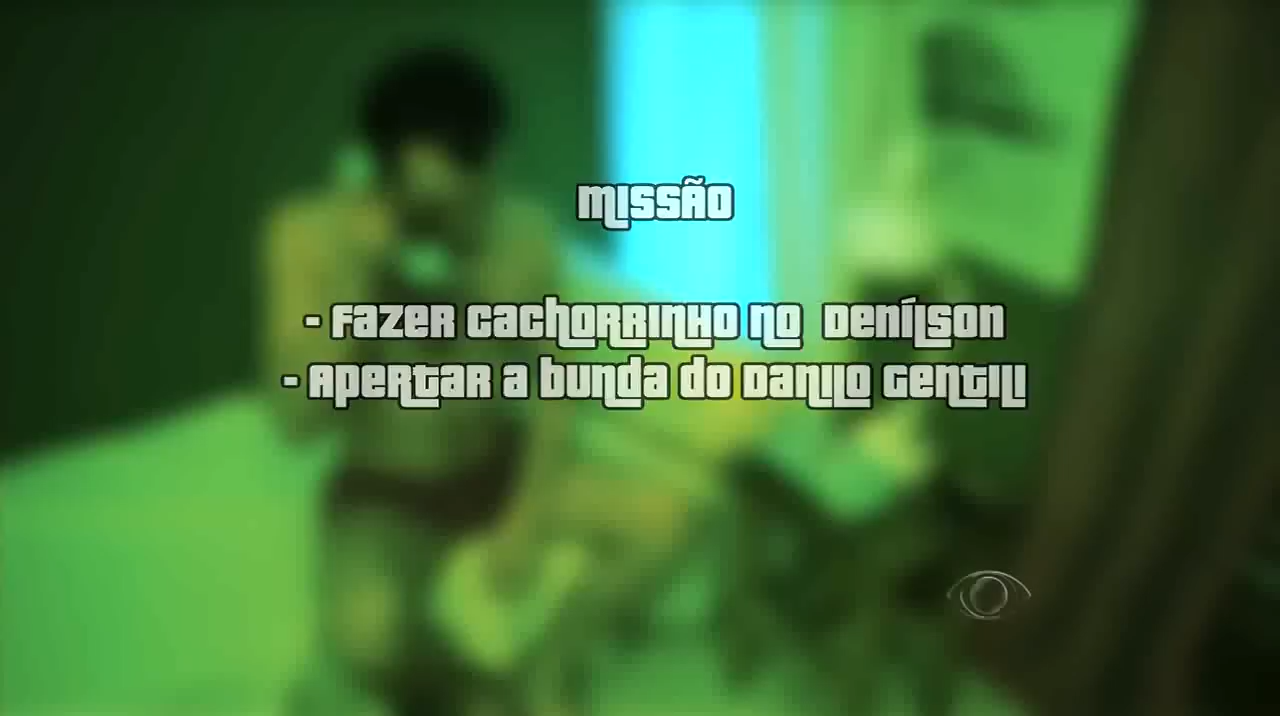 MISSÃO
- FAZER CACHORRINHO NO DENÍLSON
- APERTAR A BUNDA DO DANILO GENTILI